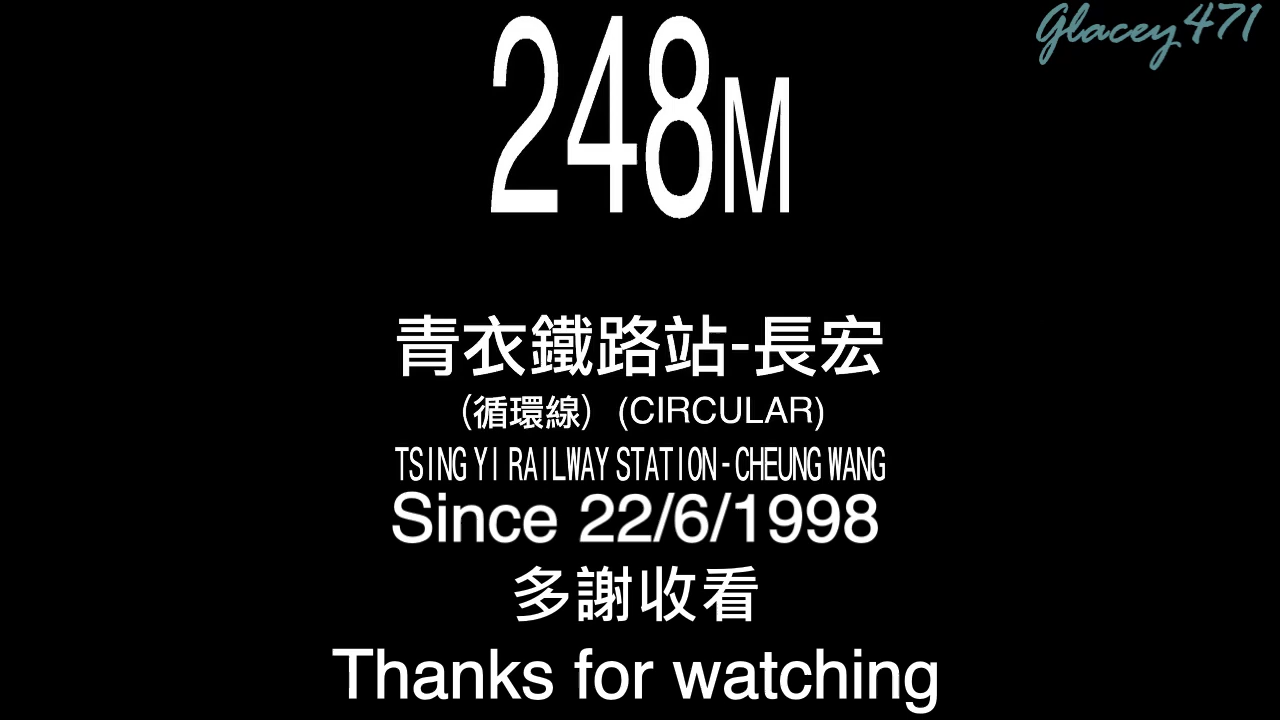 Glacey471
248M
青衣鐵路站-長宏
（循環線）(CIRCULAR)
TSING YI RAILWAY STATION - CHEUNG WANG
Since 22/6/1998
多謝收看
Thanks for watching